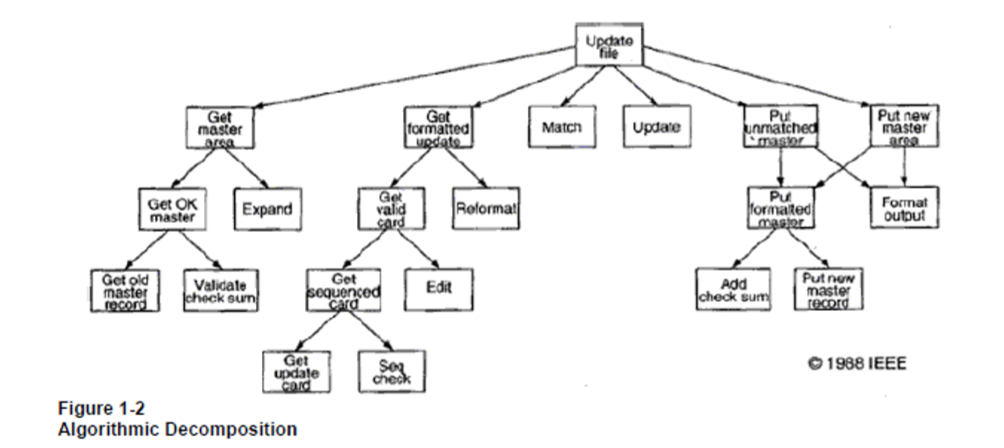 Update
file
Get
master
area
Get
formatted
update
Match
Update
Put
unmatched
master
Put new
master
area
Get OK
master
Expand
Get
valid
card
Reformat
Put
formatted
master
Format
output
Get old
master
record
Validate
check sum
Get
sequenced
card
Edit
Add
check sum
Put new
master
record
Get
update
card
Seq
check
© 1988 IEEE
Figure 1-2
Algorithmic Decomposition